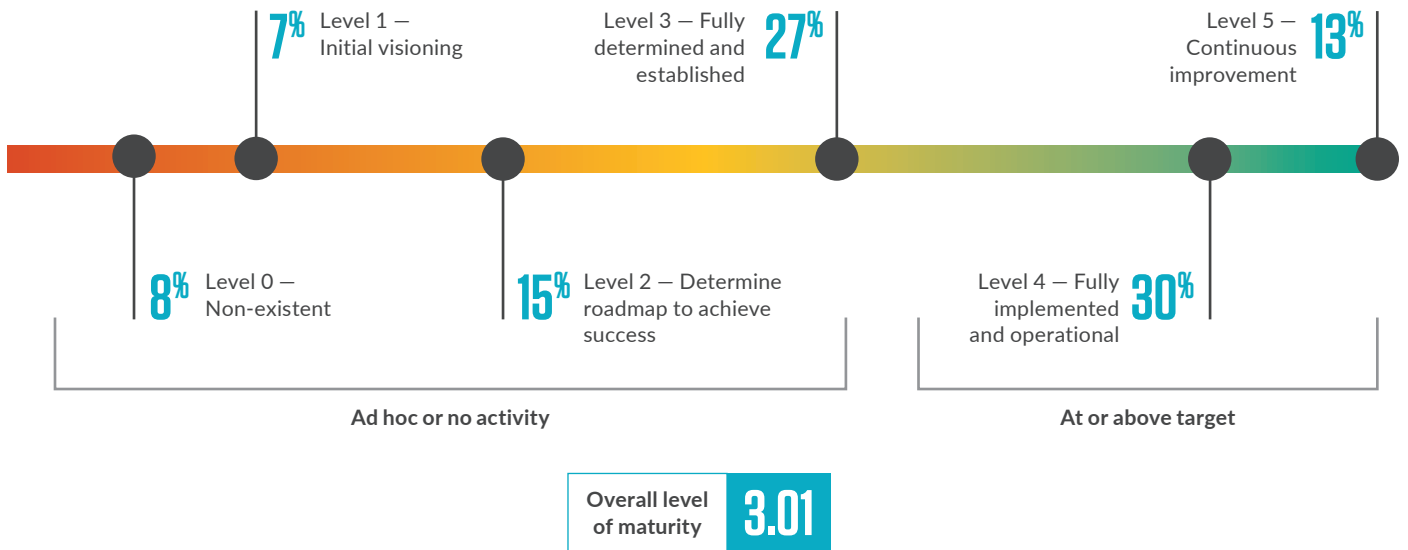 7%
Level 1 —
Initial visioning
Level 3 — Fully
determined and
established
27%
Level 5 —
Continuous
improvement
13%
8%
Level 0 —
Non-existent
15%
Level 2 — Determine
roadmap to achieve
success
Level 4 — Fully
implemented
and operational
30%
Ad hoc or no activity
At or above target
Overall level
of maturity
3.01